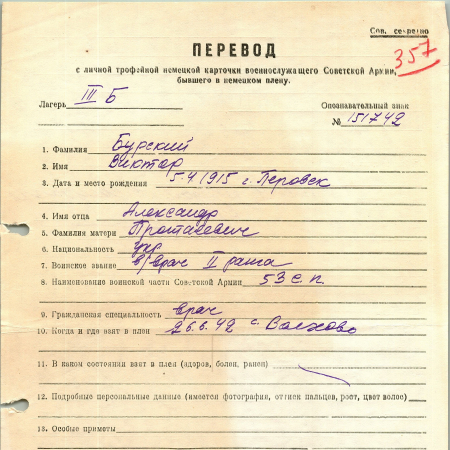 Сов. секретно
357
ПЕРЕВОД
с личной трофейной немецкой карточки военнослужащего Советской Армии,
бывшего в немецком плену.
Лагерь III Б Опознавательный знак
№ 151742
1. Фамилия Бурский
2. Имя Виктор
3. Дата и место рождения 5-4 1915 г. Перовск
4. Имя отца Александр
5. Фамилия матери Протасевич
6. Национальность укр
7. Воинское звание в/врач II ранга
8. Наименование воинской части Советской Армии 53 с.п.
9. Гражданская специальность врач
10. Когда и где взят в плен 26.6.42 с. Волхово
11. В каком состоянии взят в плен (здоров, болен, ранен)
12. Подробные персональные данные (имеется фотография, оттиск пальцев, рост, цвет волос)
13. Особые приметы